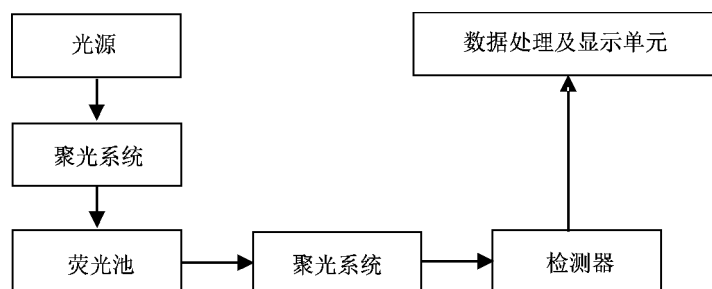 光源
数据处理及显示单元
聚光系统
荧光池
聚光系统
检测器